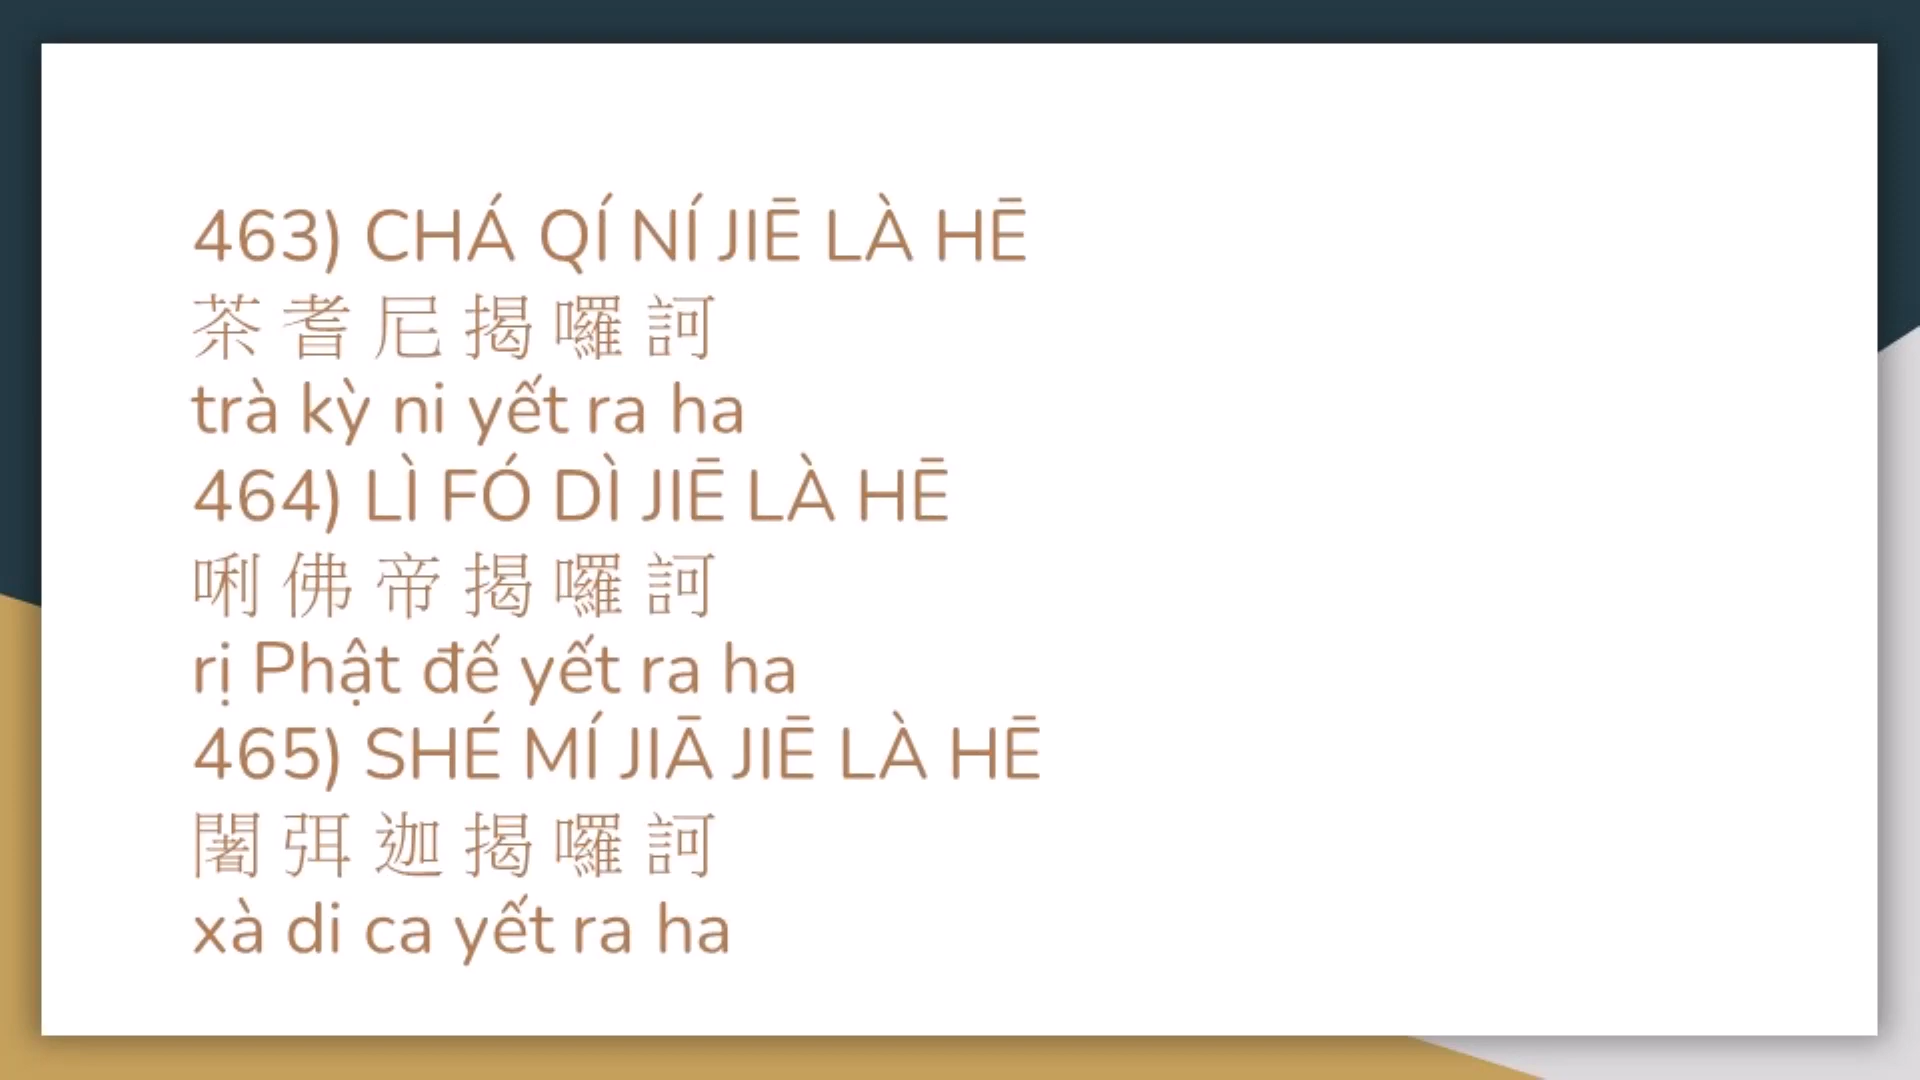 463) CHÁ QÍ NÍ JIĒ LÀ HĒ
茶 耆 尼 揭 囉 訶
trà kỳ ni yết ra ha
464) LÌ FÓ DÌ JIĒ LÀ HĒ
唎 佛 帝 揭 囉 訶
rị Phật đế yết ra ha
465) SHÉ MÍ JIĀ JIĒ LÀ HĒ
闍 弭 迦 揭 囉 訶
xà di ca yết ra ha